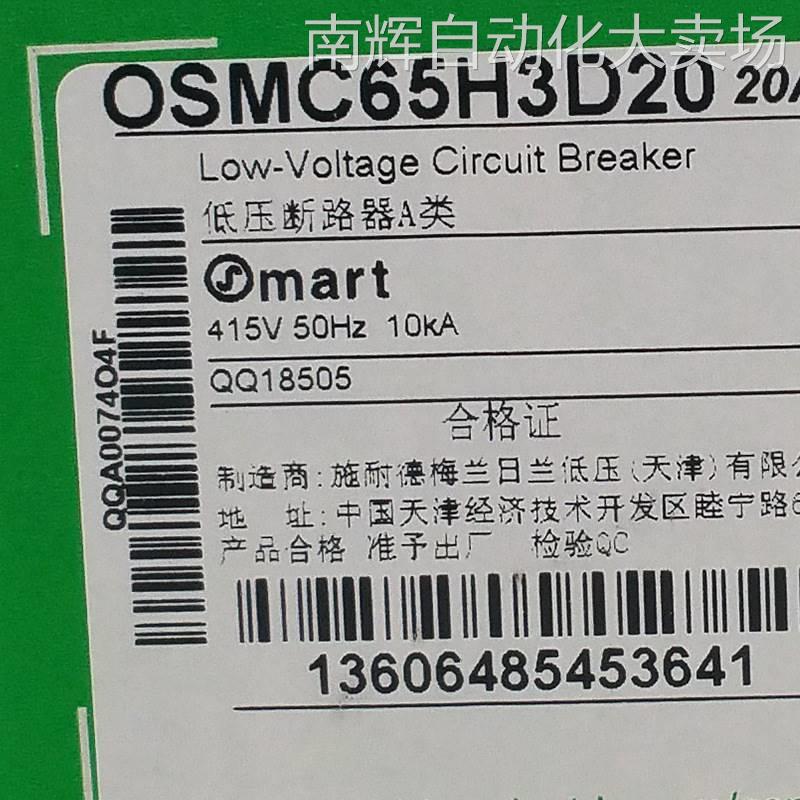 南辉自动化大卖场
OSMC65H3D20 20A
Low-Voltage Circuit Breaker
低压断路器A类
Smart
415V 50Hz 10kA
QQ18505
合格证
制造商:施耐德梅兰日兰低压(天津)有限公
地 址:中国天津经济技术开发区睦宁路6
产品合格 准予出厂 检验QC
13606485453641
QQA0074O4F